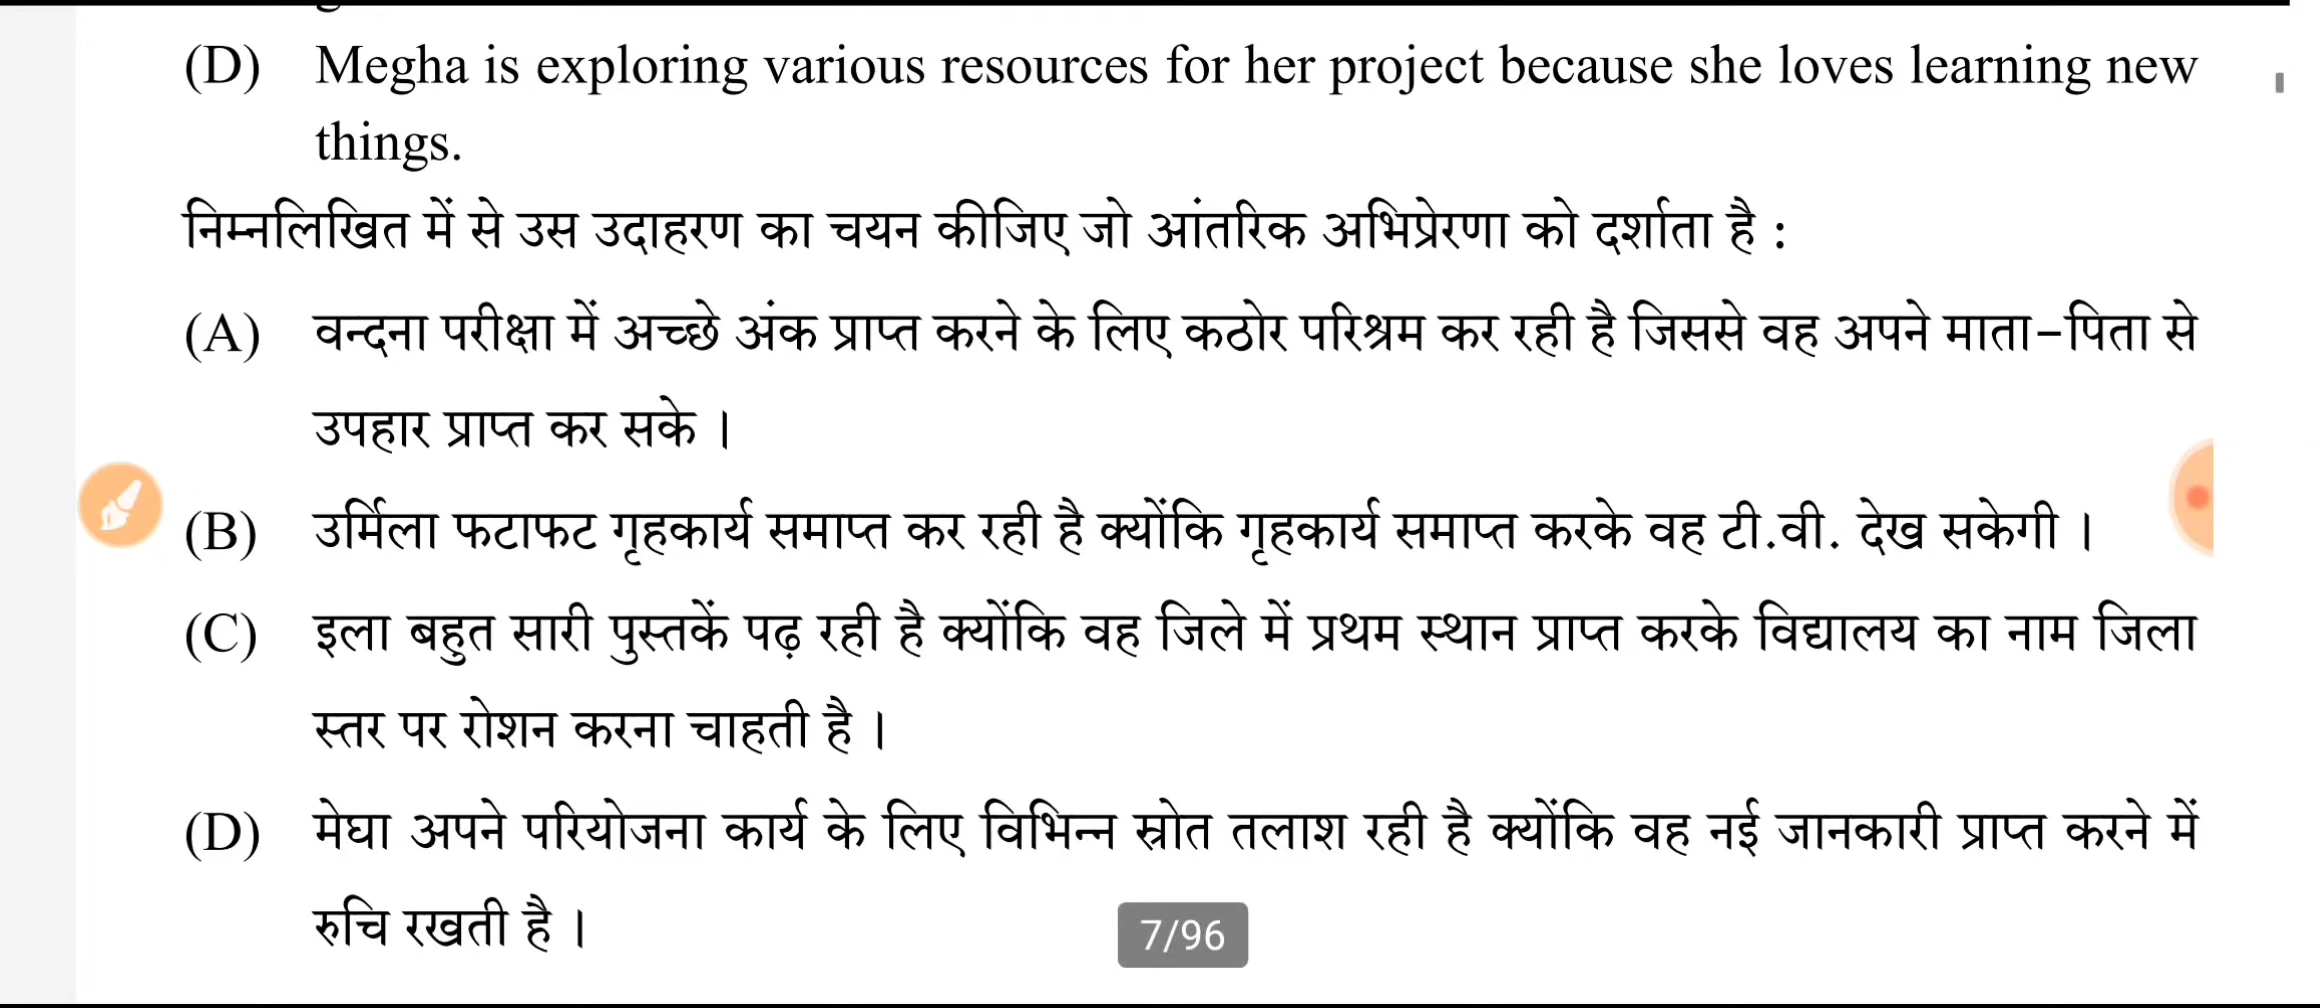 (D) Megha is exploring various resources for her project because she loves learning new
things.
निम्नलिखित में से उस उदाहरण का चयन कीजिए जो आंतरिक अभिप्रेरणा को दर्शाता है :
(A) वन्दना परीक्षा में अच्छे अंक प्राप्त करने के लिए कठोर परिश्रम कर रही है जिससे वह अपने माता-पिता से
उपहार प्राप्त कर सके ।
(B) उर्मिला फटाफट गृहकार्य समाप्त कर रही है क्योंकि गृहकार्य समाप्त करके वह टी.वी. देख सकेगी ।
(C) इला बहुत सारी पुस्तकें पढ़ रही है क्योंकि वह जिले में प्रथम स्थान प्राप्त करके विद्यालय का नाम जिला
स्तर पर रोशन करना चाहती है ।
(D) मेघा अपने परियोजना कार्य के लिए विभिन्न स्रोत तलाश रही है क्योंकि वह नई जानकारी प्राप्त करने में
रुचि रखती है ।
7/96